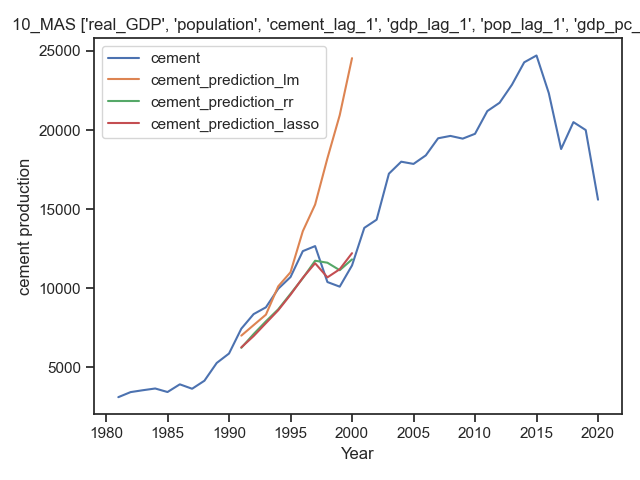 10_MAS ['real_GDP', 'population', 'cement_lag_1', 'gdp_lag_1', 'pop_lag_1', 'gdp_pc_
25000
20000
15000
10000
5000
cement production
cement
cement_prediction_lm
cement_prediction_rr
cement_prediction_lasso
1980 1985 1990 1995 2000 2005 2010 2015 2020
Year